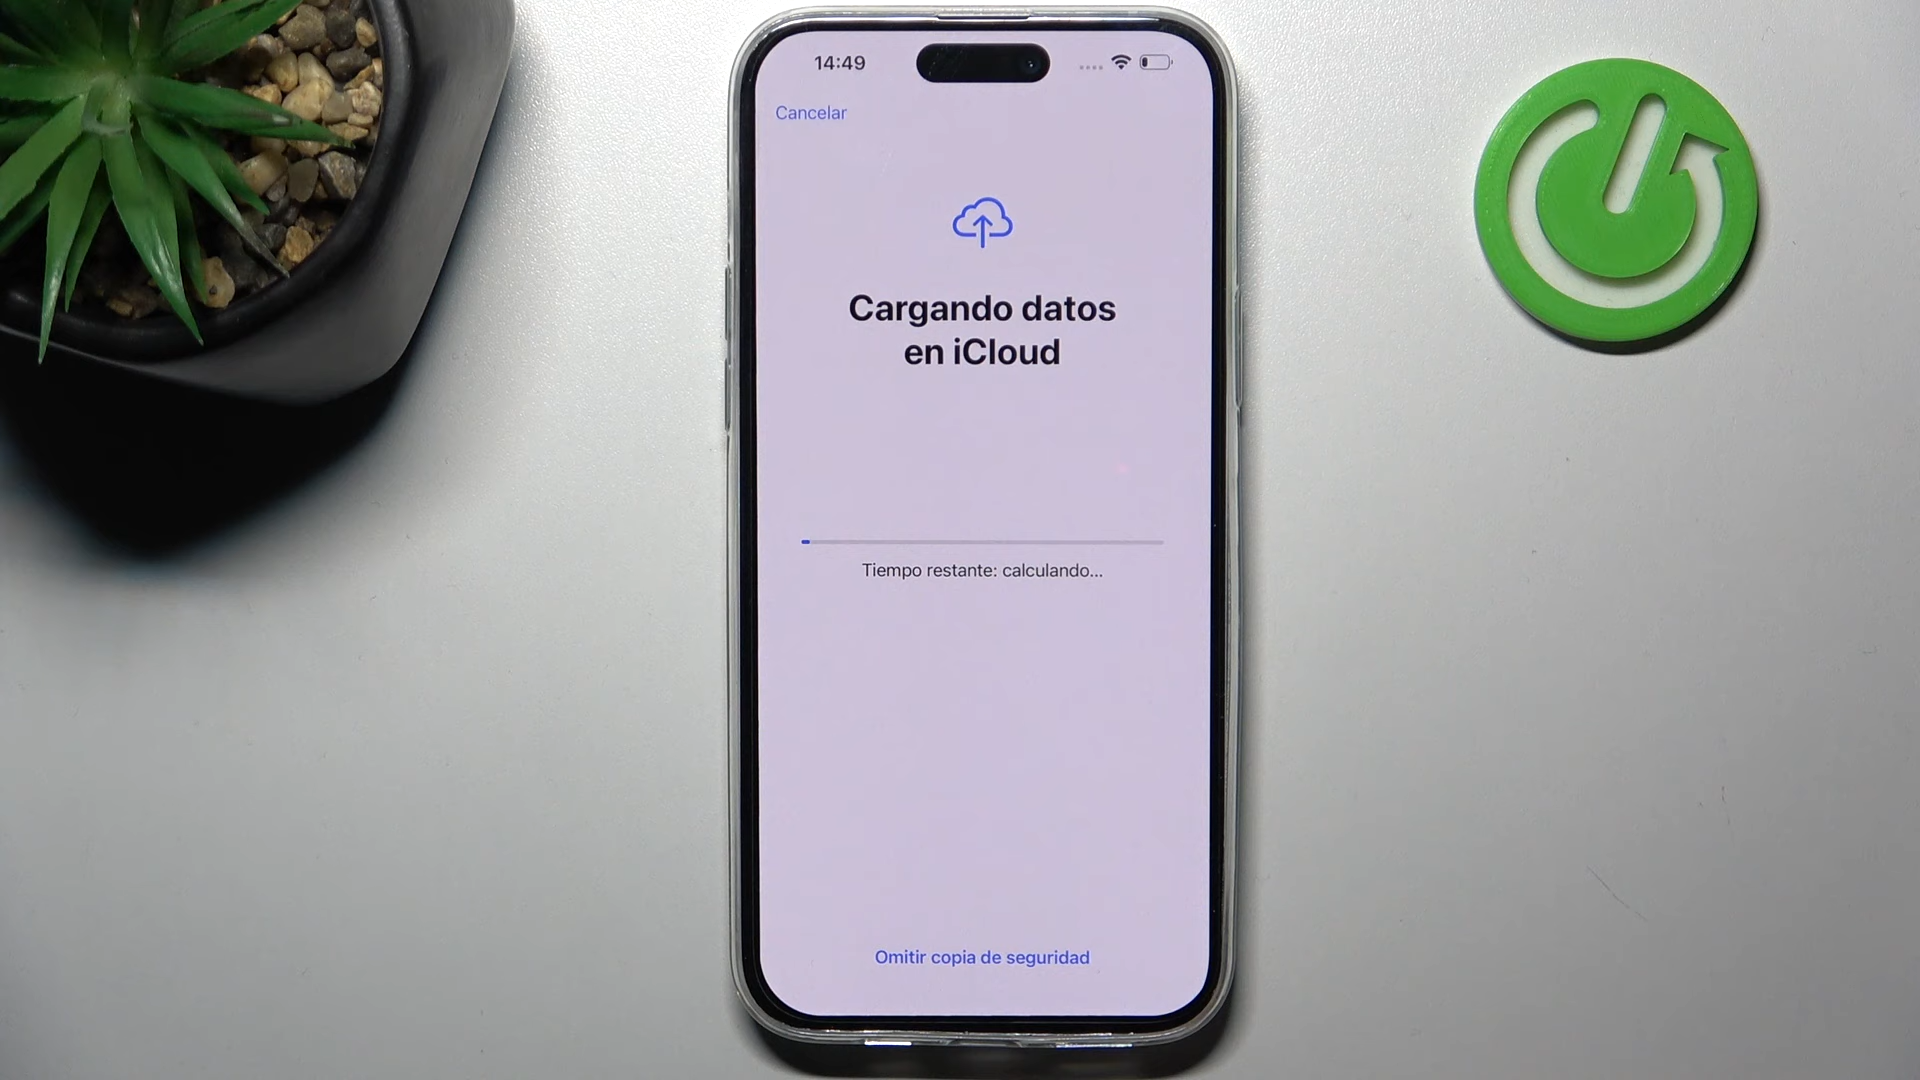 14:49
Cancelar
Cargando datos
en iCloud
Tiempo restante: calculando...
Omitir copia de seguridad